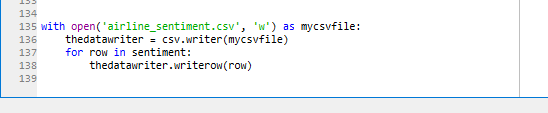 133
134
135 with open('airline_sentiment.csv', 'w') as mycsvfile:
136     thedatawriter = csv.writer(mycsvfile)
137     for row in sentiment:
138         thedatawriter.writerow(row)
139